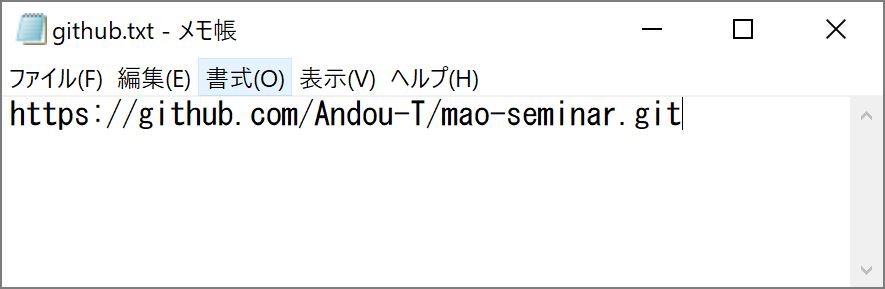 github.txt - メモ帳
ファイル(F) 編集(E) 書式(O) 表示(V) ヘルプ(H)
https://github.com/Andou-T/mao-seminar.git